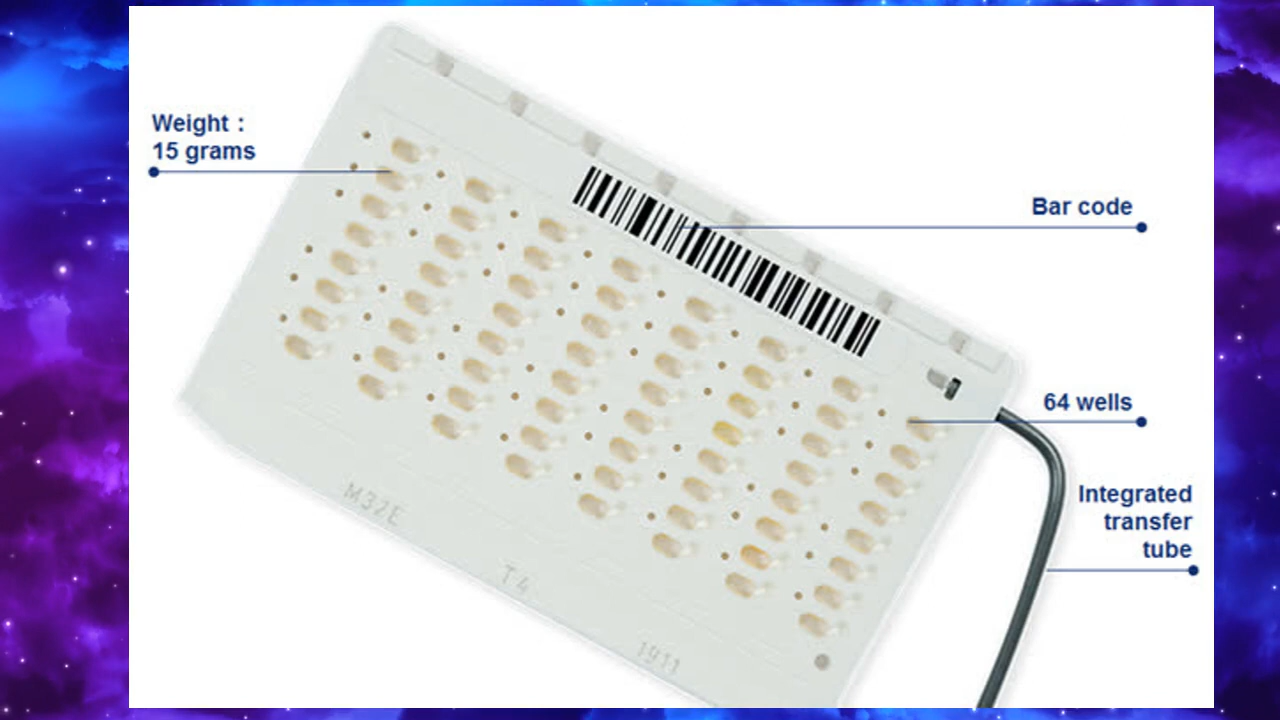 Weight :
15 grams
Bar code
64 wells
Integrated
transfer
tube
M32E
T4
1911